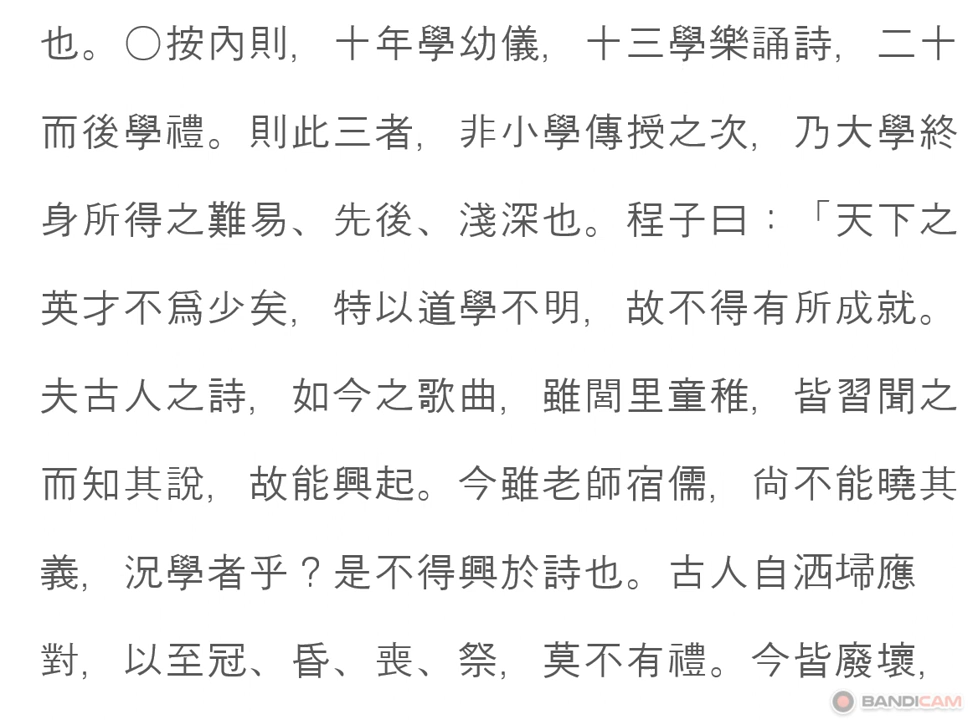 也。○按內則，十年學幼儀，十三學樂誦詩，二十
而後學禮。則此三者，非小學傳授之次，乃大學終
身所得之難易、先後、淺深也。程子曰：「天下之
英才不爲少矣，特以道學不明，故不得有所成就。
夫古人之詩，如今之歌曲，雖閭里童稚，皆習聞之
而知其說，故能興起。今雖老師宿儒，尙不能曉其
義，況學者乎？是不得興於詩也。古人自洒埽應
對，以至冠、昏、喪、祭，莫不有禮。今皆廢壞，
BANDICAM